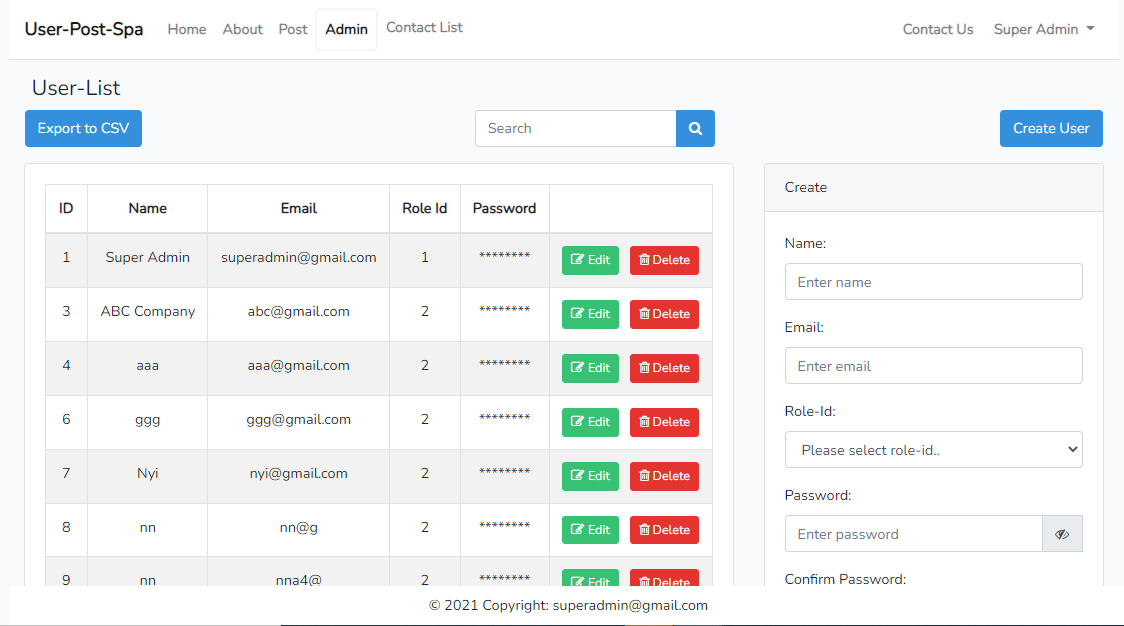 User-Post-Spa Home About Post Admin Contact List Contact Us Super Admin
User-List
Export to CSV Search Create User
ID Name Email Role Id Password
1 Super Admin superadmin@gmail.com 1 ******** Edit Delete
3 ABC Company abc@gmail.com 2 ******** Edit Delete
4 aaa aaa@gmail.com 2 ******** Edit Delete
6 ggg ggg@gmail.com 2 ******** Edit Delete
7 Nyi nyi@gmail.com 2 ******** Edit Delete
8 nn nn@g 2 ******** Edit Delete
9 nn nna4@ 2 ******** Edit Delete
Create
Name:
Enter name
Email:
Enter email
Role-Id:
Please select role-id..
Password:
Enter password
Confirm Password:
© 2021 Copyright: superadmin@gmail.com